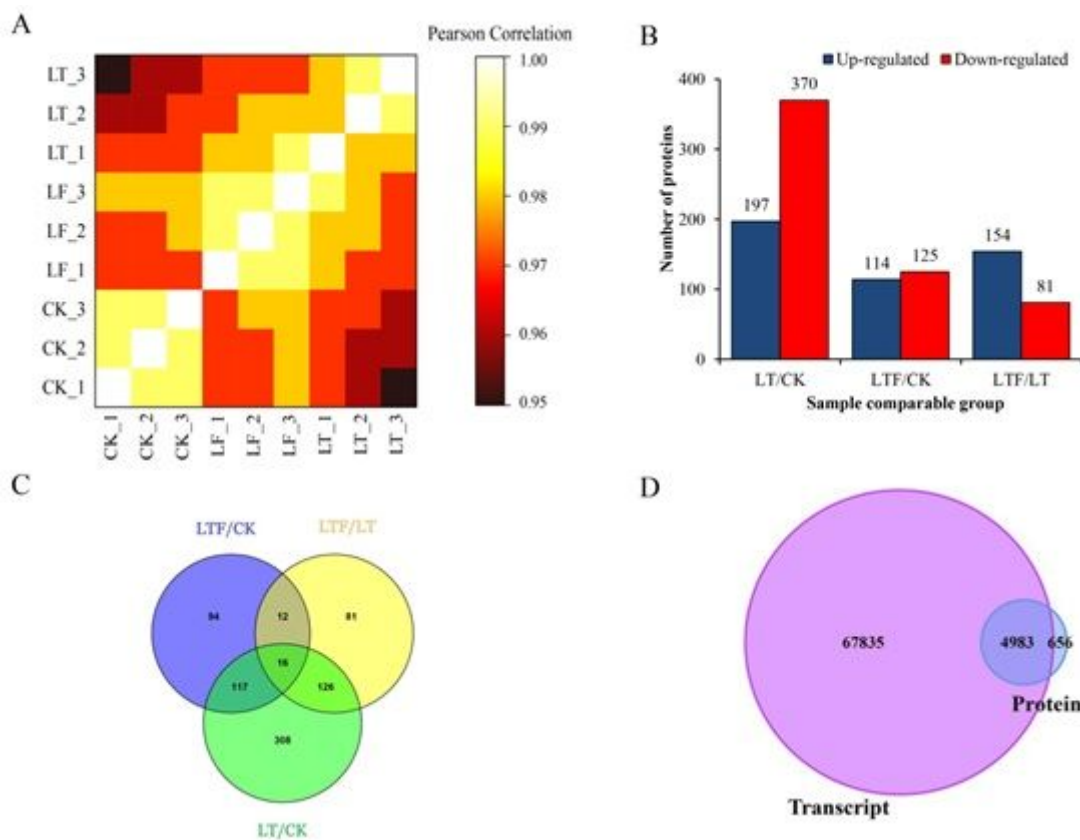 A
Pearson Correlation
LT_3
LT_2
LT_1
LF_3
LF_2
LF_1
CK_3
CK_2
CK_1
CK_1
CK_2
CK_3
LF_1
LF_2
LF_3
LT_1
LT_2
LT_3
1.00
0.99
0.98
0.97
0.96
0.95
B
Up-regulated Down-regulated
Number of proteins
400
300
200
100
0
197
370
114
125
154
81
LT/CK LTF/CK LTF/LT
Sample comparable group
C
LTF/CK LTF/LT
94 12 81
16
117 126
308
LT/CK
D
67835 4983 656
Protein
Transcript